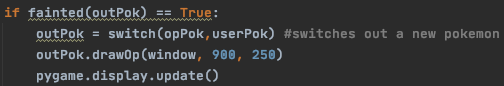 if fainted(outPok) == True:
    outPok = switch(opPok,userPok) #switches out a new pokemon
    outPok.drawOp(window, 900, 250)
    pygame.display.update()